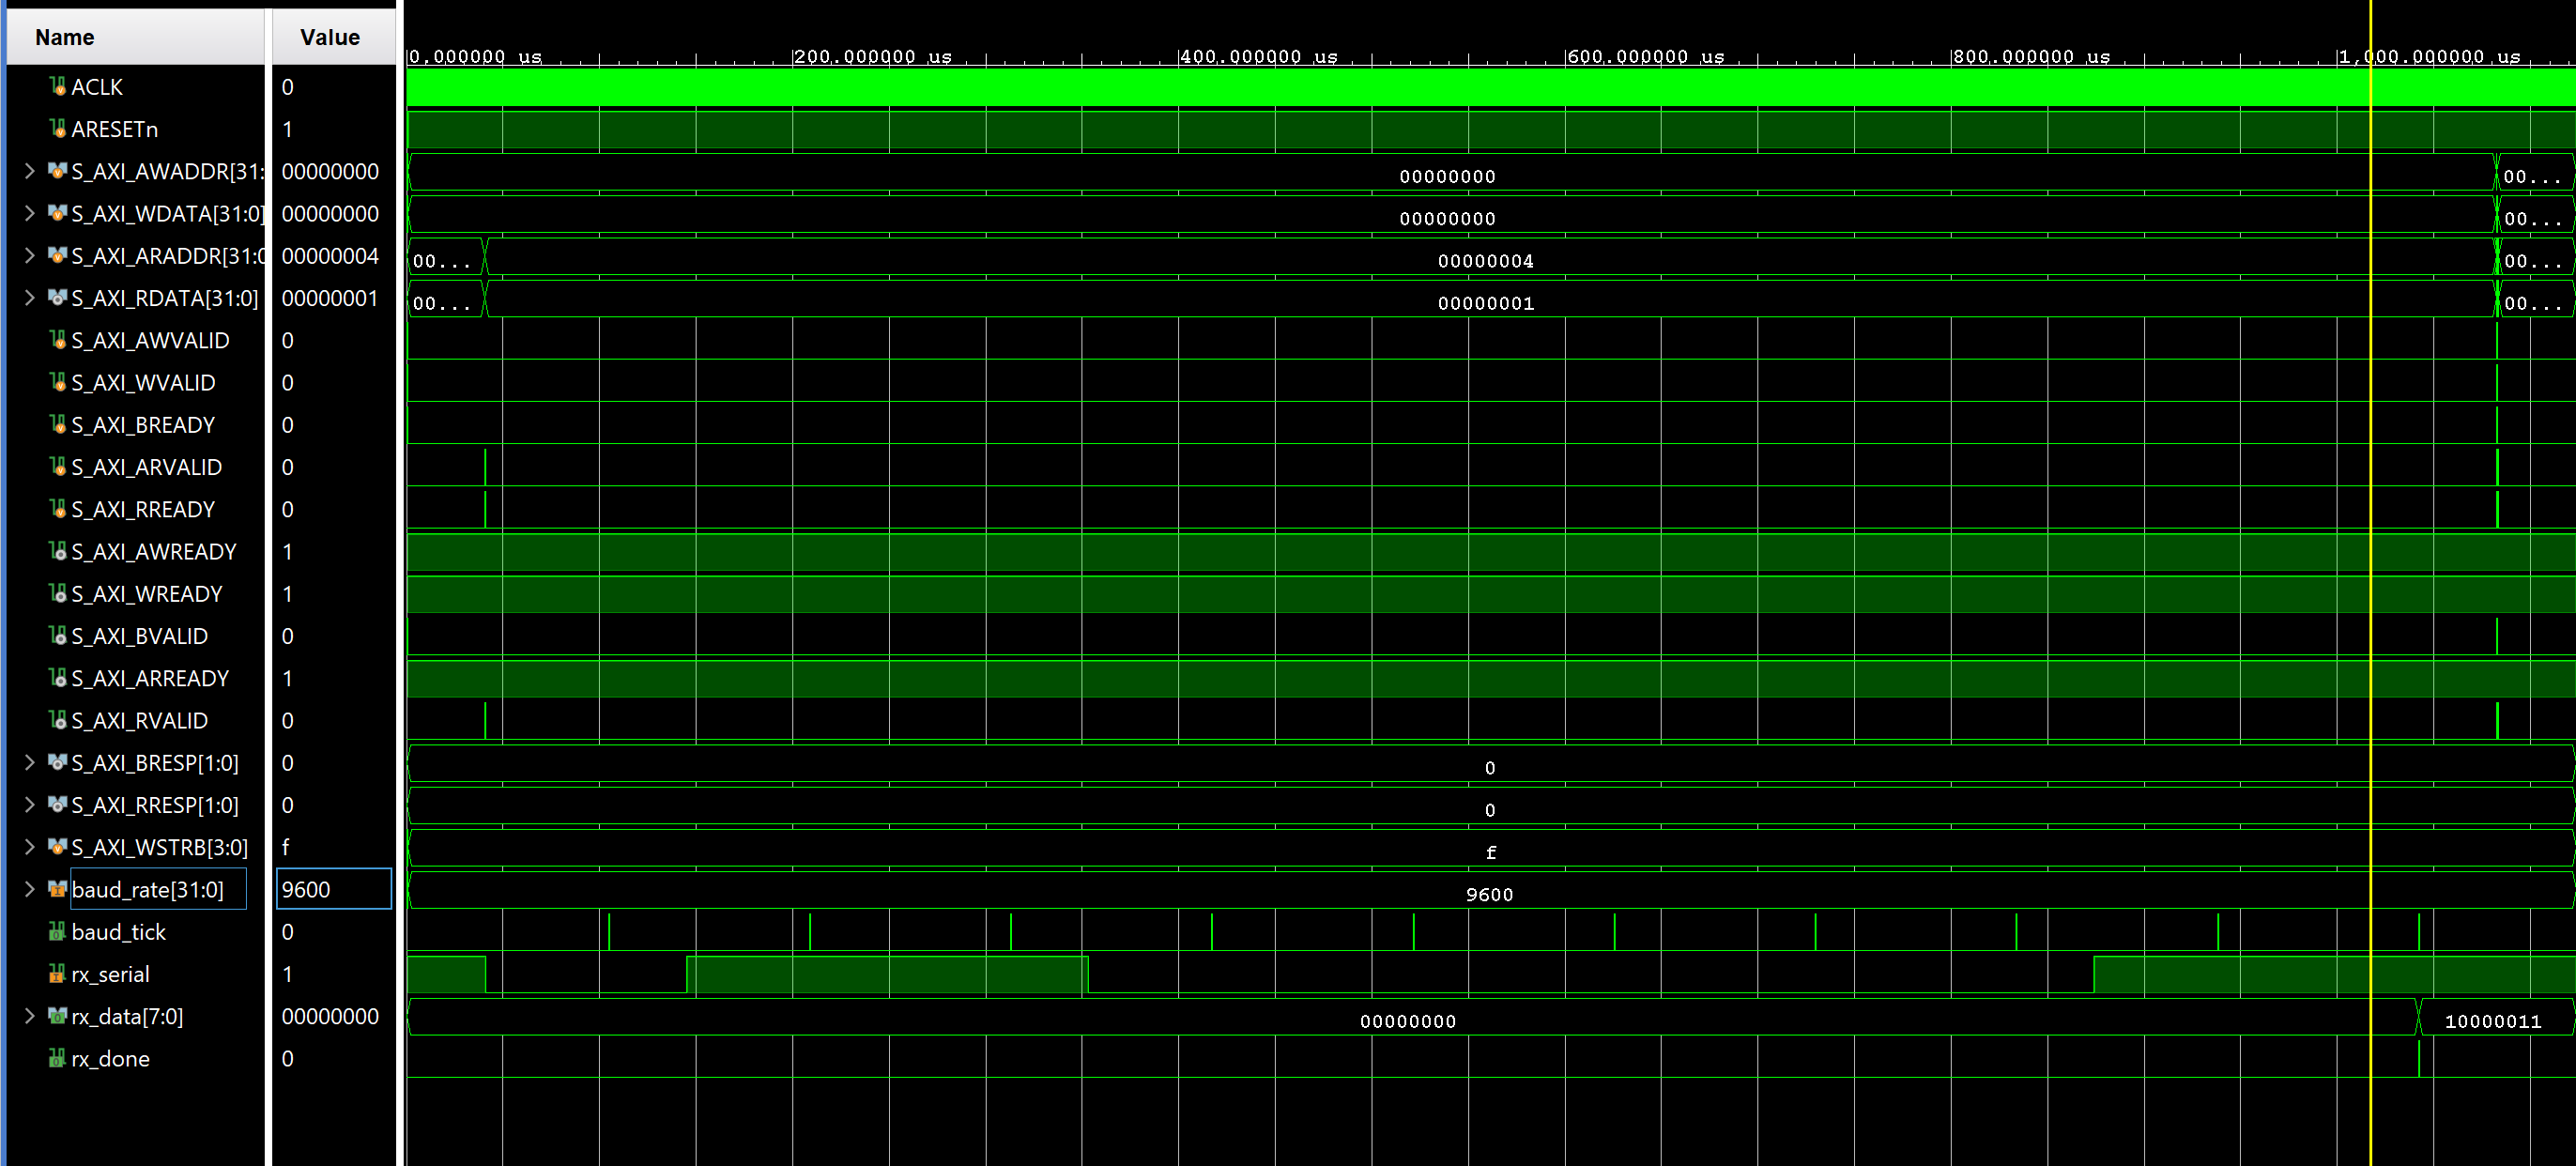 Name Value
0.000000 us 200.000000 us 400.000000 us 600.000000 us 800.000000 us 1,000.000000 us
ACLK 0
ARESETn 1
S_AXI_AWADDR[31: 00000000 00000000 00...
S_AXI_WDATA[31:0] 00000000 00000000 00...
S_AXI_ARADDR[31:0 00000004 00... 00000004 00...
S_AXI_RDATA[31:0] 00000001 00... 00000001 00...
S_AXI_AWVALID 0
S_AXI_WVALID 0
S_AXI_BREADY 0
S_AXI_ARVALID 0
S_AXI_RREADY 0
S_AXI_AWREADY 1
S_AXI_WREADY 1
S_AXI_BVALID 0
S_AXI_ARREADY 1
S_AXI_RVALID 0
S_AXI_BRESP[1:0] 0 0
S_AXI_RRESP[1:0] 0 0
S_AXI_WSTRB[3:0] f f
baud_rate[31:0] 9600 9600
baud_tick 0
rx_serial 1
rx_data[7:0] 00000000 00000000 10000011
rx_done 0